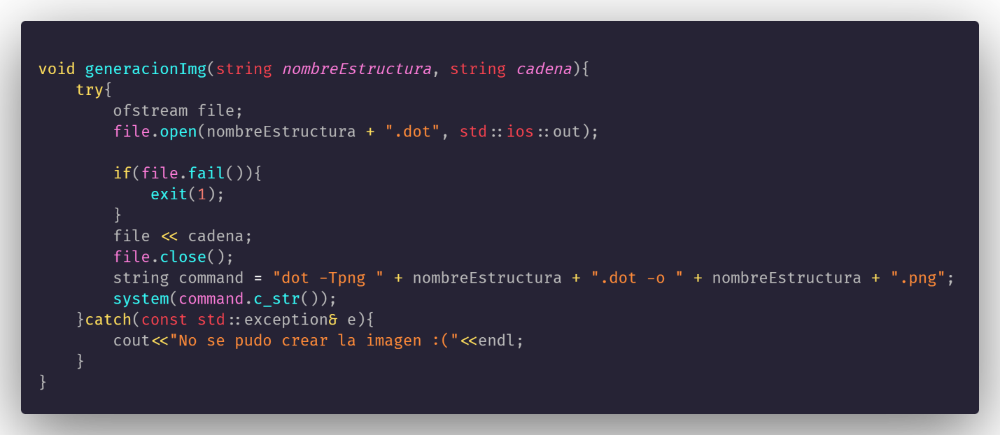 void generacionImg(string nombreEstructura, string cadena){
    try{
        ofstream file;
        file.open(nombreEstructura + ".dot", std::ios::out);

        if(file.fail()){
            exit(1);
        }
        file << cadena;
        file.close();
        string command = "dot -Tpng " + nombreEstructura + ".dot -o " + nombreEstructura + ".png";
        system(command.c_str());
    }catch(const std::exception& e){
        cout<<"No se pudo crear la imagen :("<<endl;
    }
}